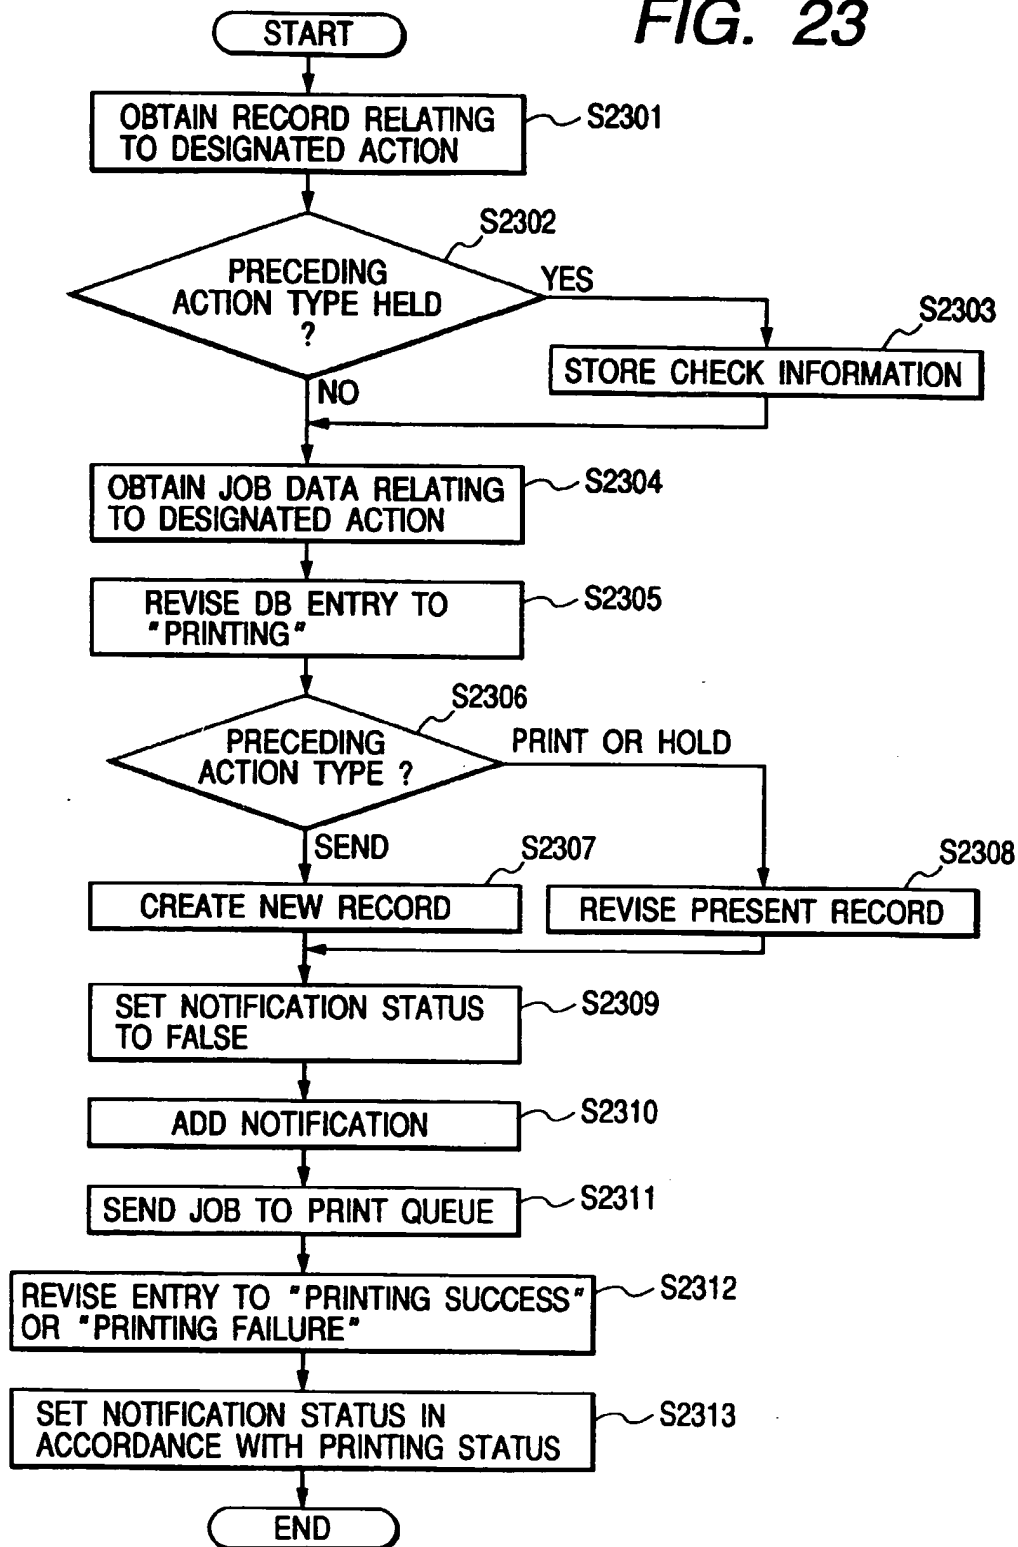 FIG. 23
START
OBTAIN RECORD RELATING
TO DESIGNATED ACTION
S2301
S2302
PRECEDING
ACTION TYPE HELD
?
YES
S2303
STORE CHECK INFORMATION
NO
OBTAIN JOB DATA RELATING
TO DESIGNATED ACTION
S2304
REVISE DB ENTRY TO
"PRINTING"
S2305
S2306
PRECEDING
ACTION TYPE ?
PRINT OR HOLD
SEND
S2307
S2308
CREATE NEW RECORD
REVISE PRESENT RECORD
SET NOTIFICATION STATUS
TO FALSE
S2309
ADD NOTIFICATION
S2310
SEND JOB TO PRINT QUEUE
S2311
REVISE ENTRY TO "PRINTING SUCCESS"
OR "PRINTING FAILURE"
S2312
SET NOTIFICATION STATUS IN
ACCORDANCE WITH PRINTING STATUS
S2313
END